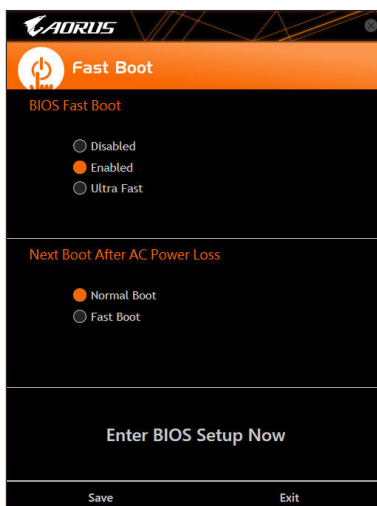 AORUS
Fast Boot
BIOS Fast Boot
Disabled
Enabled
Ultra Fast
Next Boot After AC Power Loss
Normal Boot
Fast Boot
Enter BIOS Setup Now
Save Exit